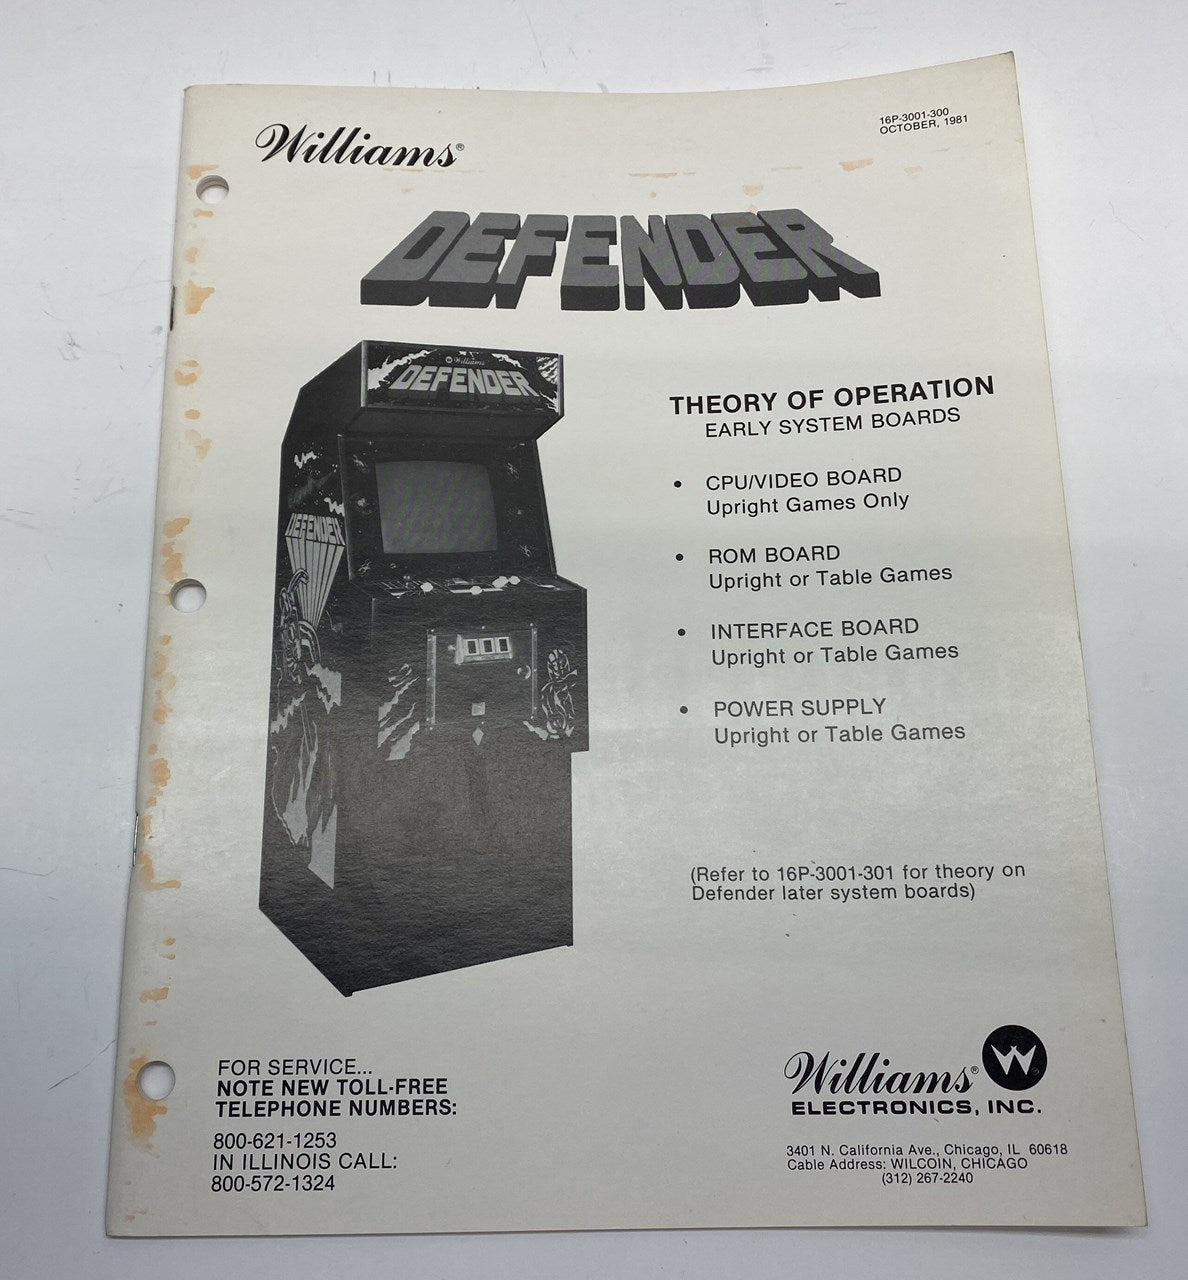 Williams®
16P-3001-300
OCTOBER, 1981
DEFENDER
Williams
DEFENDER
DEFENDER
THEORY OF OPERATION
EARLY SYSTEM BOARDS
• CPU/VIDEO BOARD
Upright Games Only
• ROM BOARD
Upright or Table Games
• INTERFACE BOARD
Upright or Table Games
• POWER SUPPLY
Upright or Table Games
(Refer to 16P-3001-301 for theory on
Defender later system boards)
FOR SERVICE...
NOTE NEW TOLL-FREE
TELEPHONE NUMBERS:
800-621-1253
IN ILLINOIS CALL:
800-572-1324
Williams®
ELECTRONICS, INC.
3401 N. California Ave., Chicago, IL 60618
Cable Address: WILCOIN, CHICAGO
(312) 267-2240